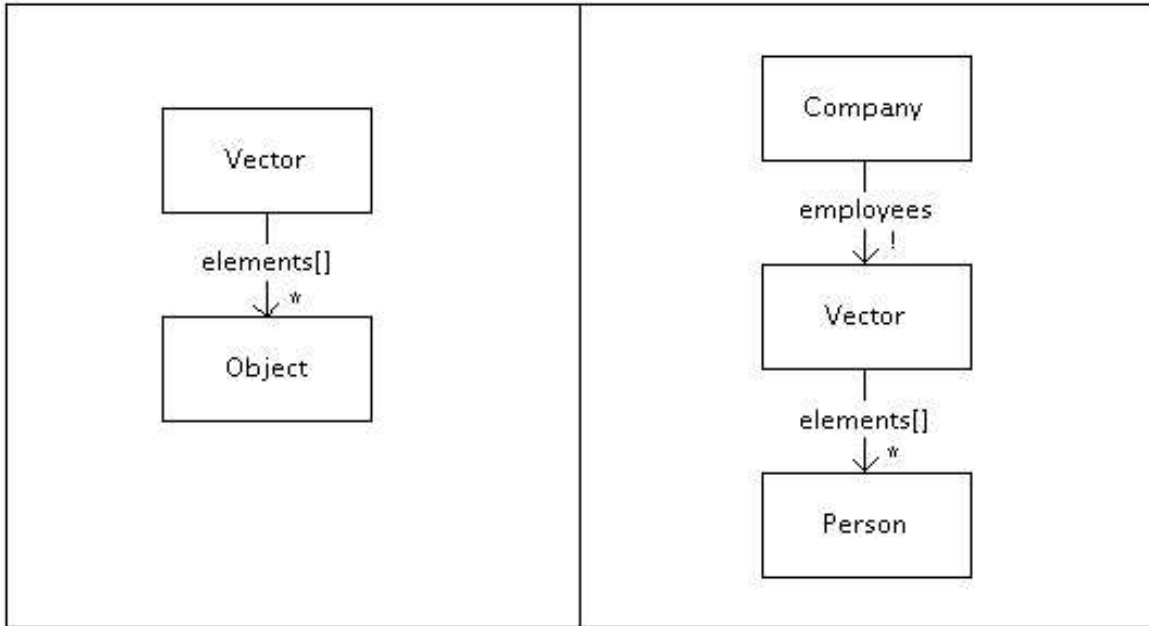 Vector
elements[]
*
Object
Company
employees
!
Vector
elements[]
*
Person